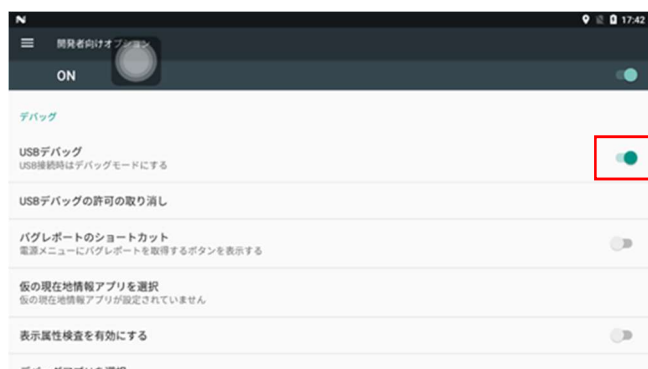 17:42
開発者向けオプション
ON
デバッグ
USBデバッグ
USB接続時はデバッグモードにする
USBデバッグの許可の取り消し
バグレポートのショートカット
電源メニューにバグレポートを取得するボタンを表示する
仮の現在地情報アプリを選択
仮の現在地情報アプリが設定されていません
表示属性検査を有効にする